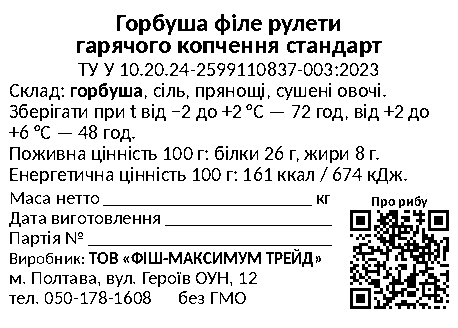 Горбуша філе рулети
гарячого копчення стандарт
ТУ У 10.20.24-2599110837-003:2023
Склад: горбуша, сіль, прянощі, сушені овочі.
Зберігати при t від −2 до +2 °C — 72 год, від +2 до
+6 °C — 48 год.
Поживна цінність 100 г: білки 26 г, жири 8 г.
Енергетична цінність 100 г: 161 ккал / 674 кДж.
Маса нетто ____________________ кг
Дата виготовлення ________________
Партія № ________________________
Виробник: ТОВ «ФІШ-МАКСИМУМ ТРЕЙД»
м. Полтава, вул. Героїв ОУН, 12
тел. 050-178-1608 без ГМО
Про рибу